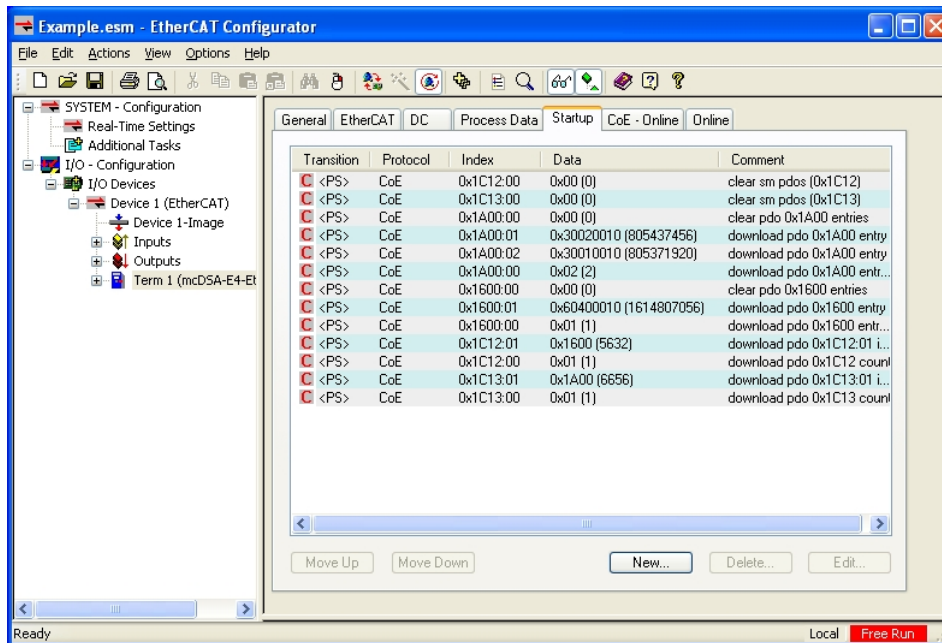 Example.esm - EtherCAT Configurator
File Edit Actions View Options Help
SYSTEM - Configuration
Real-Time Settings
Additional Tasks
I/O - Configuration
I/O Devices
Device 1 (EtherCAT)
Device 1-Image
Inputs
Outputs
Term 1 (mcDSA-E4-Et
General EtherCAT DC Process Data Startup CoE - Online Online
Transition Protocol Index Data Comment
C <PS> CoE 0x1C12:00 0x00 (0) clear sm pdos (0x1C12)
C <PS> CoE 0x1C13:00 0x00 (0) clear sm pdos (0x1C13)
C <PS> CoE 0x1A00:00 0x00 (0) clear pdo 0x1A00 entries
C <PS> CoE 0x1A00:01 0x30020010 (805437456) download pdo 0x1A00 entry
C <PS> CoE 0x1A00:02 0x30010010 (805371920) download pdo 0x1A00 entry
C <PS> CoE 0x1A00:00 0x02 (2) download pdo 0x1A00 entr...
C <PS> CoE 0x1600:00 0x00 (0) clear pdo 0x1600 entries
C <PS> CoE 0x1600:01 0x60400010 (1614807056) download pdo 0x1600 entry
C <PS> CoE 0x1600:00 0x01 (1) download pdo 0x1600 entr...
C <PS> CoE 0x1C12:01 0x1600 (5632) download pdo 0x1C12:01 i...
C <PS> CoE 0x1C12:00 0x01 (1) download pdo 0x1C12 count
C <PS> CoE 0x1C13:01 0x1A00 (6656) download pdo 0x1C13:01 i...
C <PS> CoE 0x1C13:00 0x01 (1) download pdo 0x1C13 count
Move Up Move Down New... Delete... Edit...
Ready Local Free Run